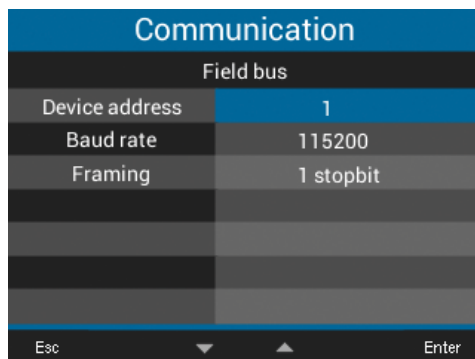 Communication
Field bus
Device address 1
Baud rate 115200
Framing 1 stopbit
Esc Enter